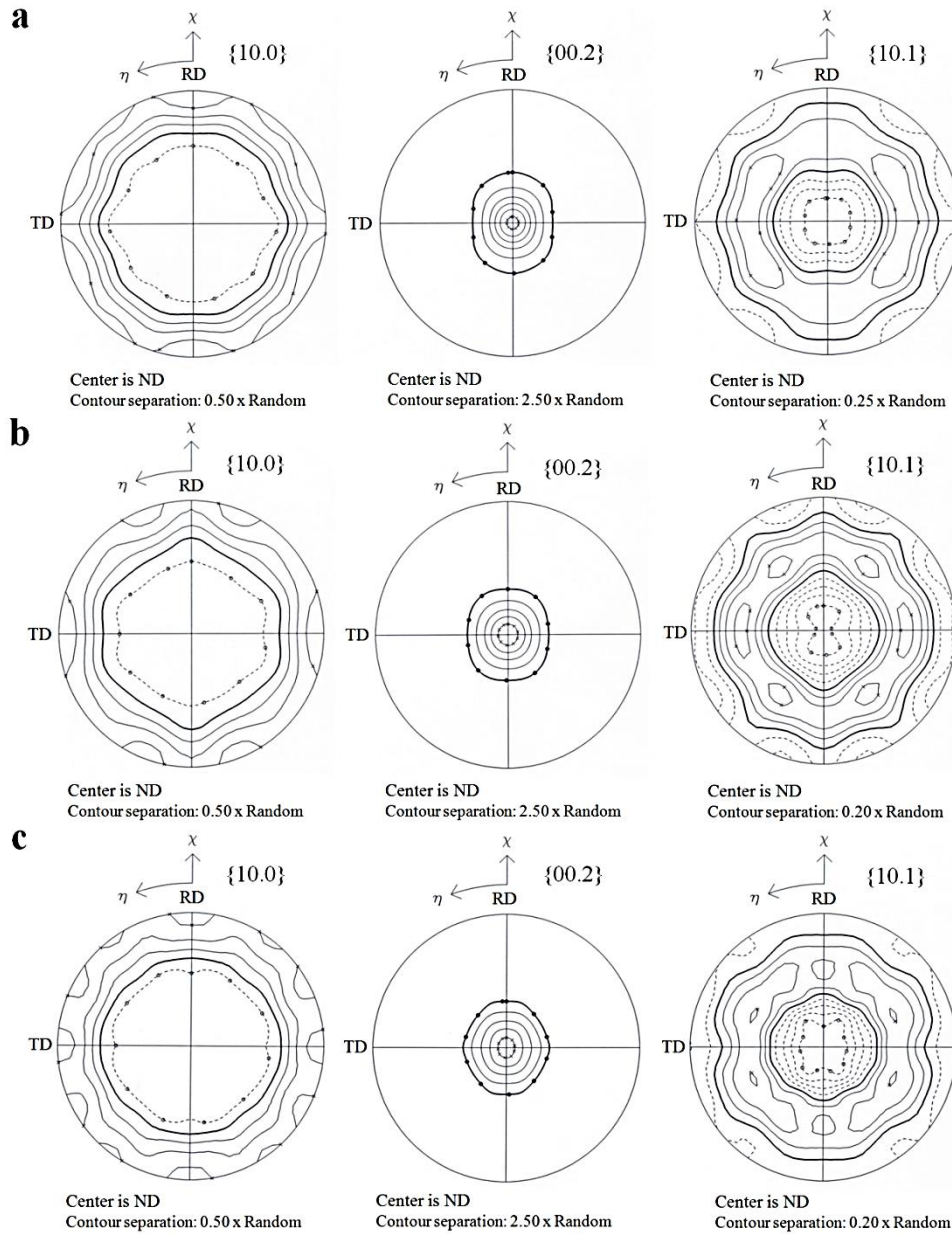 a
χ
χ
χ
{10.0}
{00.2}
{10.1}
η
η
η
RD
RD
RD
TD
TD
TD
Center is ND
Contour separation: 0.50 x Random
Center is ND
Contour separation: 2.50 x Random
Center is ND
Contour separation: 0.25 x Random
b
χ
χ
χ
{10.0}
{00.2}
{10.1}
η
η
η
RD
RD
RD
TD
TD
TD
Center is ND
Contour separation: 0.50 x Random
Center is ND
Contour separation: 2.50 x Random
Center is ND
Contour separation: 0.20 x Random
c
χ
χ
χ
{10.0}
{00.2}
{10.1}
η
η
η
RD
RD
RD
TD
TD
TD
Center is ND
Contour separation: 0.50 x Random
Center is ND
Contour separation: 2.50 x Random
Center is ND
Contour separation: 0.20 x Random